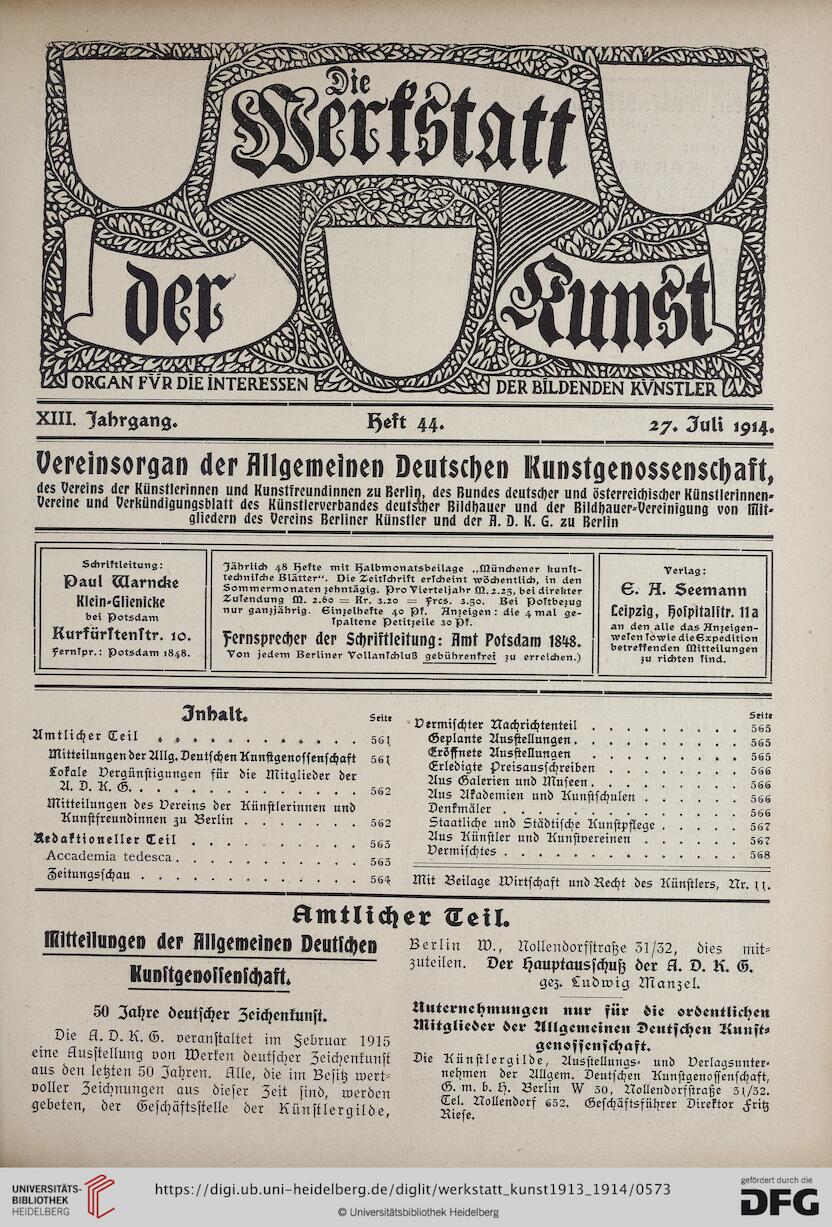 Die
Werkstatt
der Kunst
ORGAN FVR DIE INTERESSEN DER BILDENDEN KVNSTLER
XIII. Jahrgang. Heft 44. 27. Juli 1914.
Vereinsorgan der Allgemeinen Deutschen Kunstgenossenschaft,
des Vereins der Künstlerinnen und Kunstfreundinnen zu Berlin, des Bundes deutscher und österreichischer Künstlerinnen-
Vereine und Verkündigungsblatt des Künstlerverbandes deutscher Bildhauer und der Bildhauer-Vereinigung von Mit-
gliedern des Vereins Berliner Künstler und der A. D. K. G. zu Berlin
Schriftleitung:
Paul Warncke
Klein-Glienicke
bei Potsdam
Kurfürstenstr. 10.
Fernspr.: Potsdam 1848.
Jährlich 48 Hefte mit Halbmonatsbeilage „Münchener kunst-
technische Blätter“. Die Zeitschrift erscheint wöchentlich, in den
Sommermonaten zehntägig. Pro Vierteljahr M. 2.25, bei direkter
Zusendung M. 2.60 = Kr. 3.20 = Frcs. 3.50. Bei Postbezug
nur ganzjährig. Einzelhefte 40 Pf. Anzeigen: die 4 mal ge-
spaltene Petitzeile 30 Pf.
Fernsprecher der Schriftleitung: Amt Potsdam 1848.
Von jedem Berliner Vollanschluß gebührenfrei zu erreichen.)
Verlag:
E. A. Seemann
Leipzig, Hospitalstr. 11a
an den alle das Anzeigen-
wesen sowie die Expedition
betreffenden Mitteilungen
zu richten sind.
Inhalt. Seite
Amtlicher Teil . . . . . . . . . . . 561
Mitteilungen der Allg. Deutschen Kunstgenossenschaft 561
Lokale Vergünstigungen für die Mitglieder der
A. D. K. G. . . . . . . . . . . . . 562
Mitteilungen des Vereins der Künstlerinnen und
Kunstfreundinnen zu Berlin . . . . . . . 562
Redaktioneller Teil . . . . . . . . . . 563
Accademia tedesca . . . . . . . . . . . 563
Zeitungsschau . . . . . . . . . . . . . 564
Seite
Vermischter Nachrichtenteil . . . . . . . . 565
Geplante Ausstellungen . . . . . . . . . 565
Eröffnete Ausstellungen . . . . . . . . . 565
Erledigte Preisausschreiben . . . . . . . . 566
Aus Galerien und Museen . . . . . . . . 566
Aus Akademien und Kunstschulen . . . . . . 566
Denkmäler . . . . . . . . . . . . . 566
Staatliche und Städtische Kunstpflege . . . . . 567
Aus Künstler und Kunstvereinen . . . . . . 567
Vermischtes . . . . . . . . . . . . . 568
Mit Beilage Wirtschaft und Recht des Künstlers, Nr. 11.
Amtlicher Teil.
Mitteilungen der Allgemeinen Deutschen
Kunstgenossenschaft.
50 Jahre deutscher Zeichenkunst.
Die A. D. K. G. veranstaltet im Februar 1915
eine Ausstellung von Werken deutscher Zeichenkunst
aus den letzten 50 Jahren. Alle, die im Besitz wert-
voller Zeichnungen aus dieser Zeit sind, werden
gebeten, der Geschäftsstelle der Künstlergilde,
Berlin W., Nollendorfstraße 31/32, dies mit-
zuteilen. Der Hauptausschuß der A. D. K. G.
gez. Ludwig Manzel.
Unternehmungen nur für die ordentlichen
Mitglieder der Allgemeinen Deutschen Kunst-
genossenschaft.
Die Künstlergilde, Ausstellungs- und Verlagsunter-
nehmen der Allgem. Deutschen Kunstgenossenschaft,
G. m. b. H. Berlin W 30, Nollendorfstraße 31/32.
Tel. Nollendorf 652. Geschäftsführer Direktor Fritz
Riese.
UNIVERSITÄTS-
BIBLIOTHEK
HEIDELBERG
https://digi.ub.uni-heidelberg.de/diglit/werkstatt_kunst1913_1914/0573
© Universitätsbibliothek Heidelberg
gefördert durch die
DFG